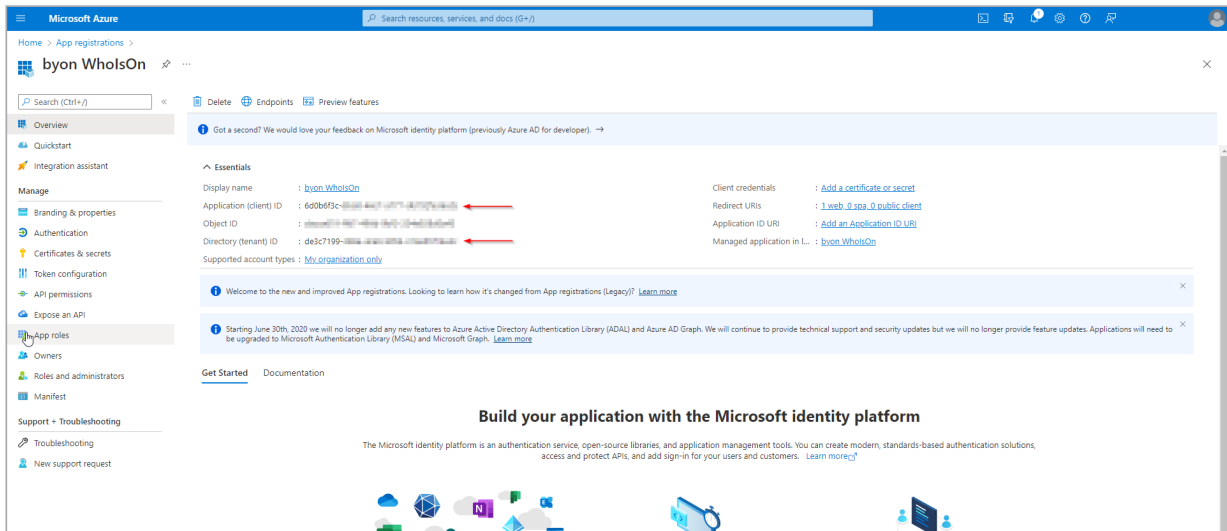 Microsoft Azure
Search resources, services, and docs (G+/)
1
Home > App registrations >
byon WhoIsOn
Search (Ctrl+/)
Delete
Endpoints
Preview features
Overview
Quickstart
Integration assistant
Manage
Branding & properties
Authentication
Certificates & secrets
Token configuration
API permissions
Expose an API
App roles
Owners
Roles and administrators
Manifest
Support + Troubleshooting
Troubleshooting
New support request
Got a second? We would love your feedback on Microsoft identity platform (previously Azure AD for developer). →
Essentials
Display name : byon WhoIsOn
Application (client) ID : 6d0b6f3c-
Object ID :
Directory (tenant) ID : de3c7199-
Supported account types : My organization only
Client credentials : Add a certificate or secret
Redirect URIs : 1 web, 0 spa, 0 public client
Application ID URI : Add an Application ID URI
Managed application in l... : byon WhoIsOn
Welcome to the new and improved App registrations. Looking to learn how it's changed from App registrations (Legacy)? Learn more
Starting June 30th, 2020 we will no longer add any new features to Azure Active Directory Authentication Library (ADAL) and Azure AD Graph. We will continue to provide technical support and security updates but we will no longer provide feature updates. Applications will need to
be upgraded to Microsoft Authentication Library (MSAL) and Microsoft Graph. Learn more
Get Started
Documentation
Build your application with the Microsoft identity platform
The Microsoft identity platform is an authentication service, open-source libraries, and application management tools. You can create modern, standards-based authentication solutions,
access and protect APIs, and add sign-in for your users and customers. Learn more
N